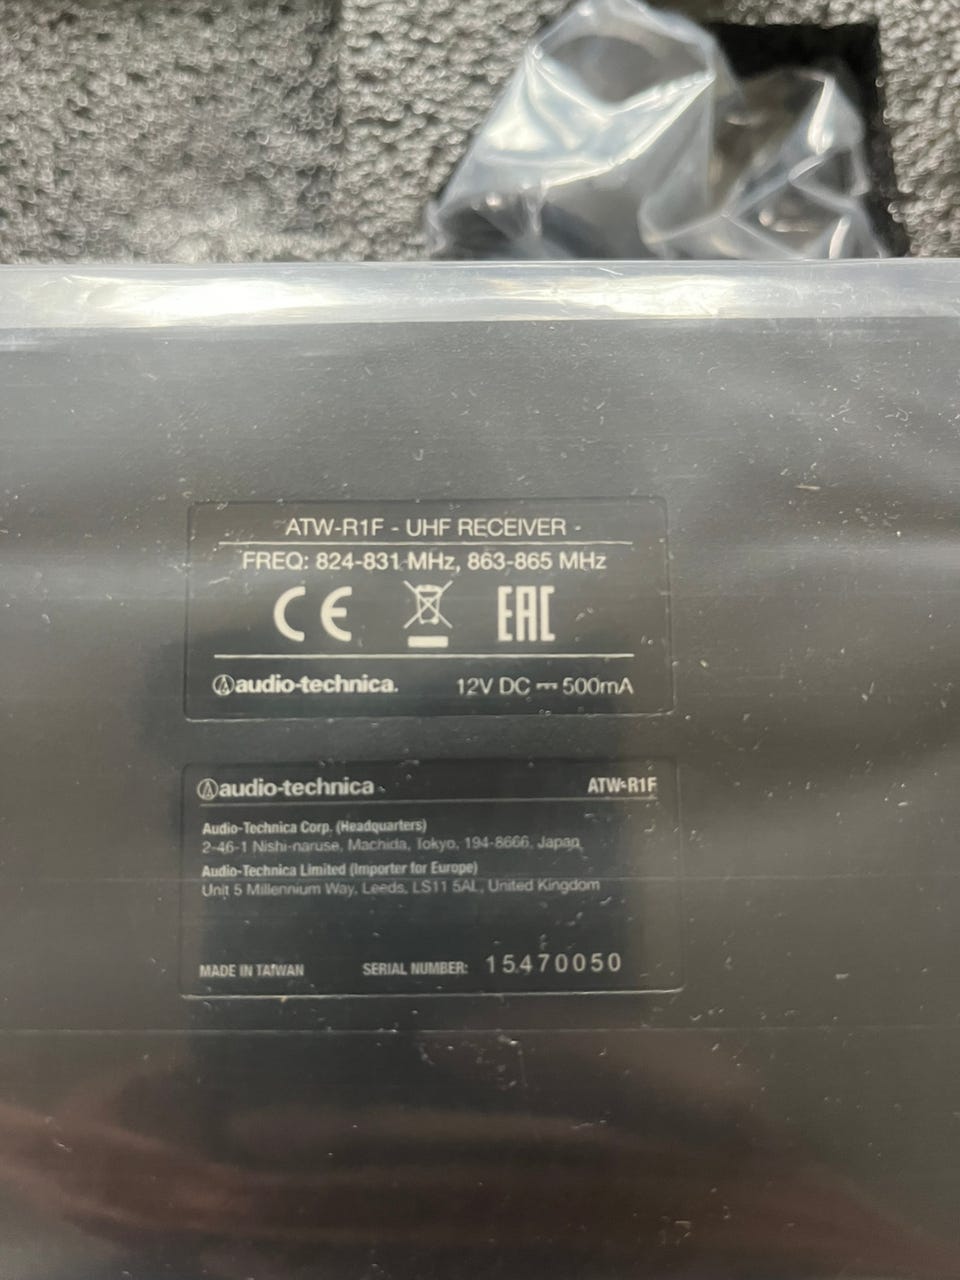 ATW-R1F - UHF RECEIVER -
FREQ: 824-831 MHz, 863-865 MHz
CE EAC
audio-technica. 12V DC ⎓ 500mA
audio-technica ATW-R1F
Audio-Technica Corp. (Headquarters)
2-46-1 Nishi-naruse, Machida, Tokyo, 194-8666, Japan
Audio-Technica Limited (Importer for Europe)
Unit 5 Millennium Way, Leeds, LS11 5AL, United Kingdom
MADE IN TAIWAN SERIAL NUMBER: 15470050